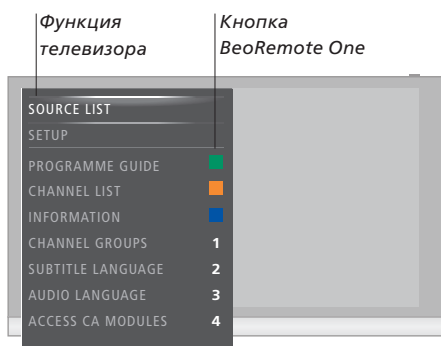 Функция
телевизора
Кнопка
BeoRemote One
SOURCE LIST
SETUP
PROGRAMME GUIDE
CHANNEL LIST
INFORMATION
CHANNEL GROUPS 1
SUBTITLE LANGUAGE 2
AUDIO LANGUAGE 3
ACCESS CA MODULES 4